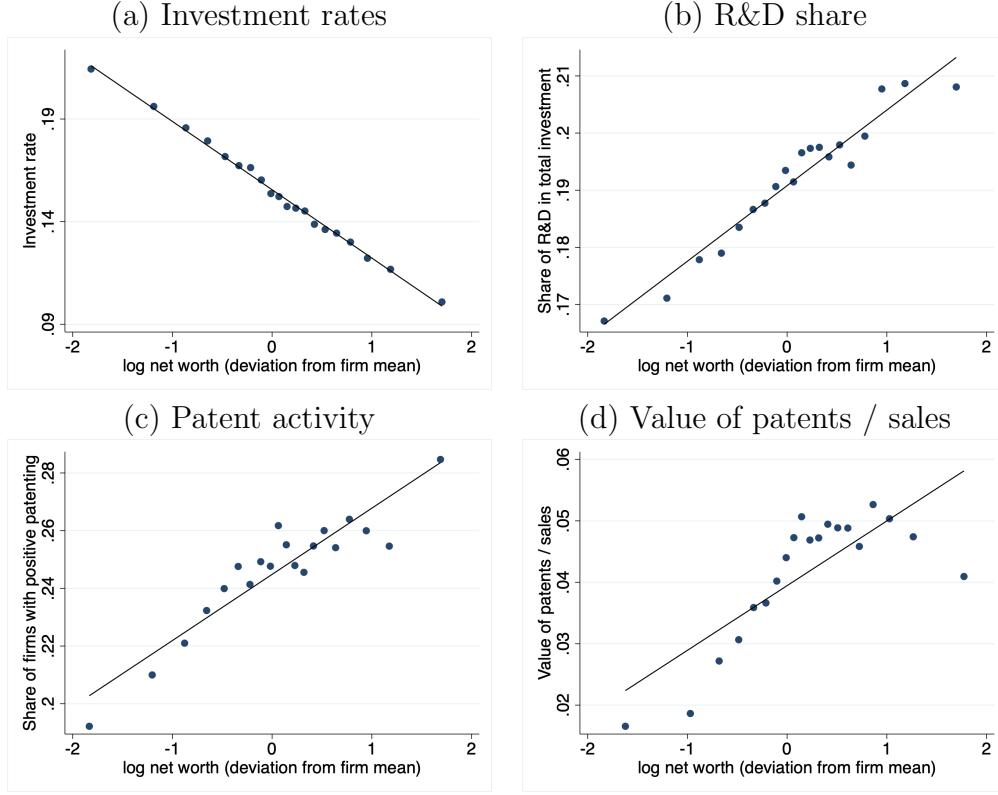 (a) Investment rates
Investment rate
.19
.14
.09
-2 -1 0 1 2
log net worth (deviation from firm mean)
(b) R&D share
Share of R&D in total investment
.21
.2
.19
.18
.17
-2 -1 0 1 2
log net worth (deviation from firm mean)
(c) Patent activity
Share of firms with positive patenting
.28
.26
.24
.22
.2
-2 -1 0 1 2
log net worth (deviation from firm mean)
(d) Value of patents / sales
Value of patents / sales
.06
.05
.04
.03
.02
-2 -1 0 1 2
log net worth (deviation from firm mean)